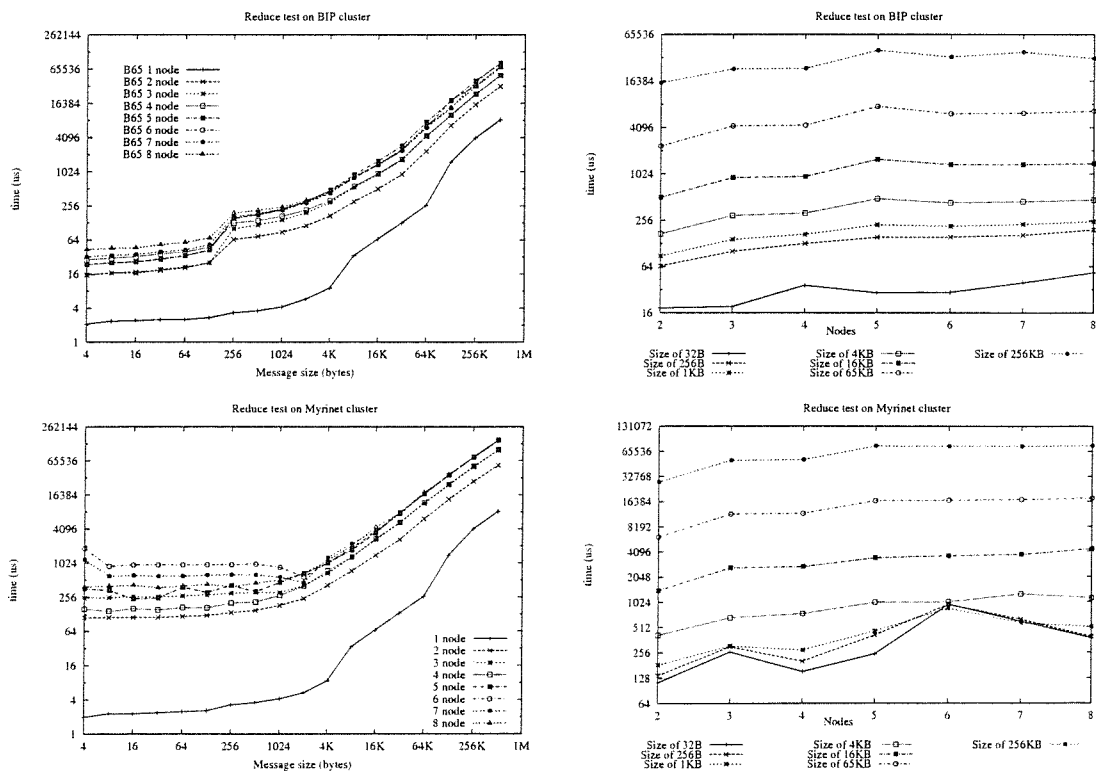 Reduce test on BIP cluster
262144
65536
16384
4096
1024
256
64
16
4
1
time (us)
B65 1 node
B65 2 node
B65 3 node
B65 4 node
B65 5 node
B65 6 node
B65 7 node
B65 8 node
4 16 64 256 1024 4K 16K 64K 256K 1M
Message size (bytes)
Reduce test on BIP cluster
65536
16384
4096
1024
256
64
16
time (us)
2 3 4 5 6 7 8
Nodes
Size of 32B Size of 4KB Size of 256KB
Size of 256B Size of 16KB
Size of 1KB Size of 65KB
Reduce test on Myrinet cluster
262144
65536
16384
4096
1024
256
64
16
4
1
time (us)
1 node
2 node
3 node
4 node
5 node
6 node
7 node
8 node
4 16 64 256 1024 4K 16K 64K 256K 1M
Message size (bytes)
Reduce test on Myrinet cluster
131072
65536
32768
16384
8192
4096
2048
1024
512
256
128
64
time (us)
2 3 4 5 6 7 8
Nodes
Size of 32B Size of 4KB Size of 256KB
Size of 256B Size of 16KB
Size of 1KB Size of 65KB